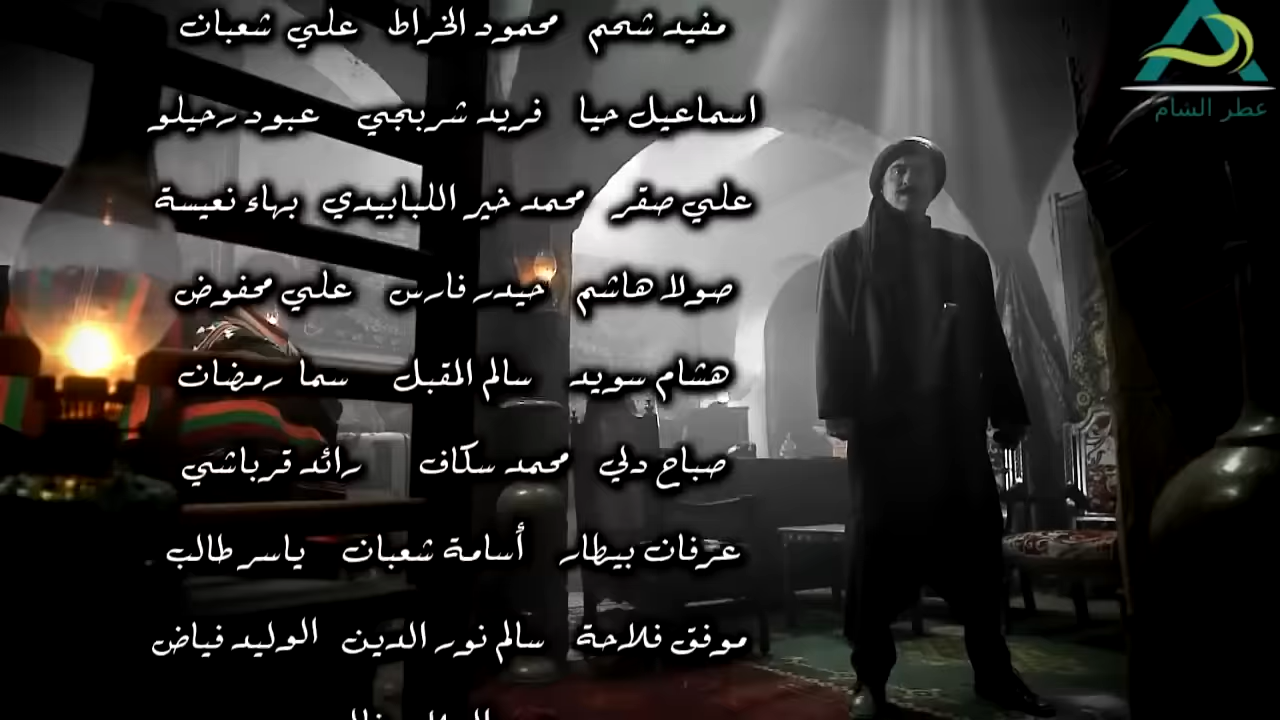 مفيد شحم محمود الخراط علي شعبان
اسماعيل حيا فريد شربجي عبود رحيلو
علي صقر محمد خير اللبابيدي بهاء نعيسة
صولا هاشم حيدر فارس علي محفوض
هشام سويد سالم المقبل سما رمضان
صباح دلي محمد سكاف رائد قرباشي
عرفان بيطار أسامة شعبان ياسر طالب
موفق فلاحة سالم نور الدين الوليد فياض
عطر الشام